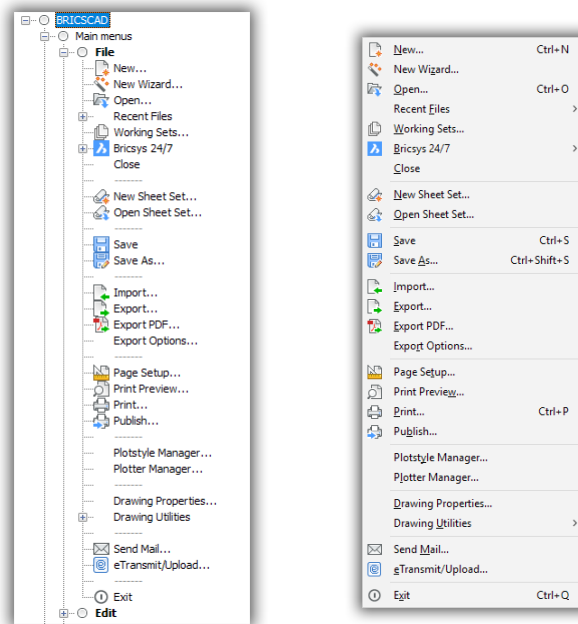 BRICSCAD
Main menus
File
New...
New Wizard...
Open...
Recent Files
Working Sets...
Bricsys 24/7
Close
--------
New Sheet Set...
Open Sheet Set...
--------
Save
Save As...
--------
Import...
Export...
Export PDF...
Export Options...
--------
Page Setup...
Print Preview...
Print...
Publish...
--------
Plotstyle Manager...
Plotter Manager...
--------
Drawing Properties...
Drawing Utilities
--------
Send Mail...
eTransmit/Upload...
--------
Exit
Edit
New... Ctrl+N
New Wizard...
Open... Ctrl+O
Recent Files >
Working Sets...
Bricsys 24/7 >
Close
New Sheet Set...
Open Sheet Set...
Save Ctrl+S
Save As... Ctrl+Shift+S
Import...
Export...
Export PDF...
Export Options...
Page Setup...
Print Preview...
Print... Ctrl+P
Publish...
Plotstyle Manager...
Plotter Manager...
Drawing Properties...
Drawing Utilities >
Send Mail...
eTransmit/Upload...
Exit Ctrl+Q